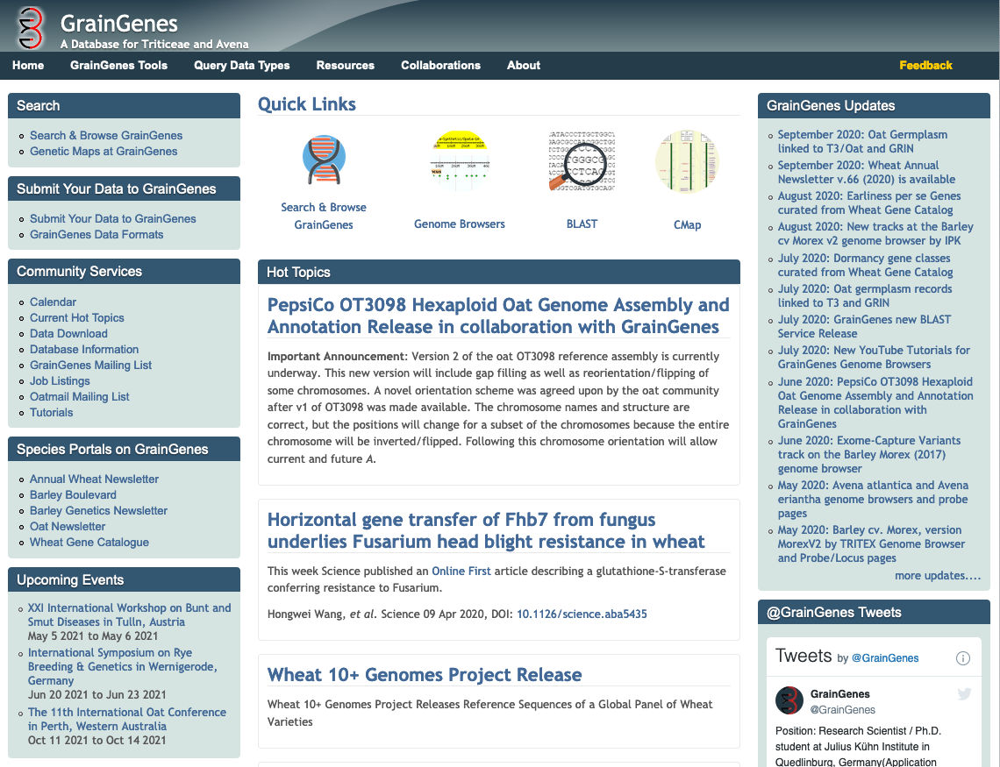 GrainGenes
A Database for Triticeae and Avena
Home GrainGenes Tools Query Data Types Resources Collaborations About Feedback
Search
Search & Browse GrainGenes
Genetic Maps at GrainGenes
Submit Your Data to GrainGenes
Submit Your Data to GrainGenes
GrainGenes Data Formats
Community Services
Calendar
Current Hot Topics
Data Download
Database Information
GrainGenes Mailing List
Job Listings
Oatmail Mailing List
Tutorials
Species Portals on GrainGenes
Annual Wheat Newsletter
Barley Boulevard
Barley Genetics Newsletter
Oat Newsletter
Wheat Gene Catalogue
Upcoming Events
XXI International Workshop on Bunt and
Smut Diseases in Tulln, Austria
May 5 2021 to May 6 2021
International Symposium on Rye
Breeding & Genetics in Wernigerode,
Germany
Jun 20 2021 to Jun 23 2021
The 11th International Oat Conference
in Perth, Western Australia
Oct 11 2021 to Oct 14 2021
Quick Links
Search & Browse
GrainGenes
Genome Browsers
BLAST
CMap
Hot Topics
PepsiCo OT3098 Hexaploid Oat Genome Assembly and
Annotation Release in collaboration with GrainGenes
Important Announcement: Version 2 of the oat OT3098 reference assembly is currently
underway. This new version will include gap filling as well as reorientation/flipping of
some chromosomes. A novel orientation scheme was agreed upon by the oat community
after v1 of OT3098 was made available. The chromosome names and structure are
correct, but the positions will change for a subset of the chromosomes because the entire
chromosome will be inverted/flipped. Following this chromosome orientation will allow
current and future A.
Horizontal gene transfer of Fhb7 from fungus
underlies Fusarium head blight resistance in wheat
This week Science published an Online First article describing a glutathione-S-transferase
conferring resistance to Fusarium.
Hongwei Wang, et al. Science 09 Apr 2020, DOI: 10.1126/science.aba5435
Wheat 10+ Genomes Project Release
Wheat 10+ Genomes Project Releases Reference Sequences of a Global Panel of Wheat
Varieties
GrainGenes Updates
September 2020: Oat Germplasm
linked to T3/Oat and GRIN
September 2020: Wheat Annual
Newsletter v.66 (2020) is available
August 2020: Earliness per se Genes
curated from Wheat Gene Catalog
August 2020: New tracks at the Barley
cv Morex v2 genome browser by IPK
July 2020: Dormancy gene classes
curated from Wheat Gene Catalog
July 2020: Oat germplasm records
linked to T3 and GRIN
July 2020: GrainGenes new BLAST
Service Release
July 2020: New YouTube Tutorials for
GrainGenes Genome Browsers
June 2020: PepsiCo OT3098 Hexaploid
Oat Genome Assembly and Annotation
Release in collaboration with
GrainGenes
June 2020: Exome-Capture Variants
track on the Barley Morex (2017)
genome browser
May 2020: Avena atlantica and Avena
eriantha genome browsers and probe
pages
May 2020: Barley cv. Morex, version
MorexV2 by TRITEX Genome Browser
and Probe/Locus pages
more updates....
@GrainGenes Tweets
Tweets by @GrainGenes
GrainGenes
@GrainGenes
Position: Research Scientist / Ph.D.
student at Julius Kühn Institute in
Quedlinburg, Germany(Application